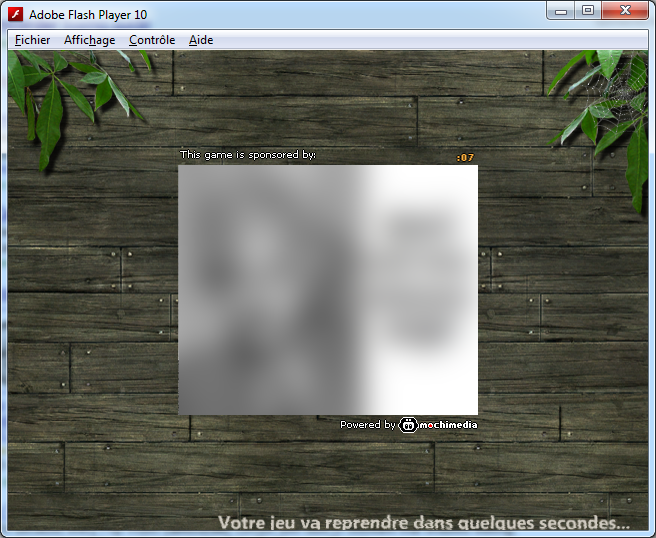 Adobe Flash Player 10
Fichier Affichage Contrôle Aide
This game is sponsored by: :07
Powered by mochimedia
Votre jeu va reprendre dans quelques secondes...